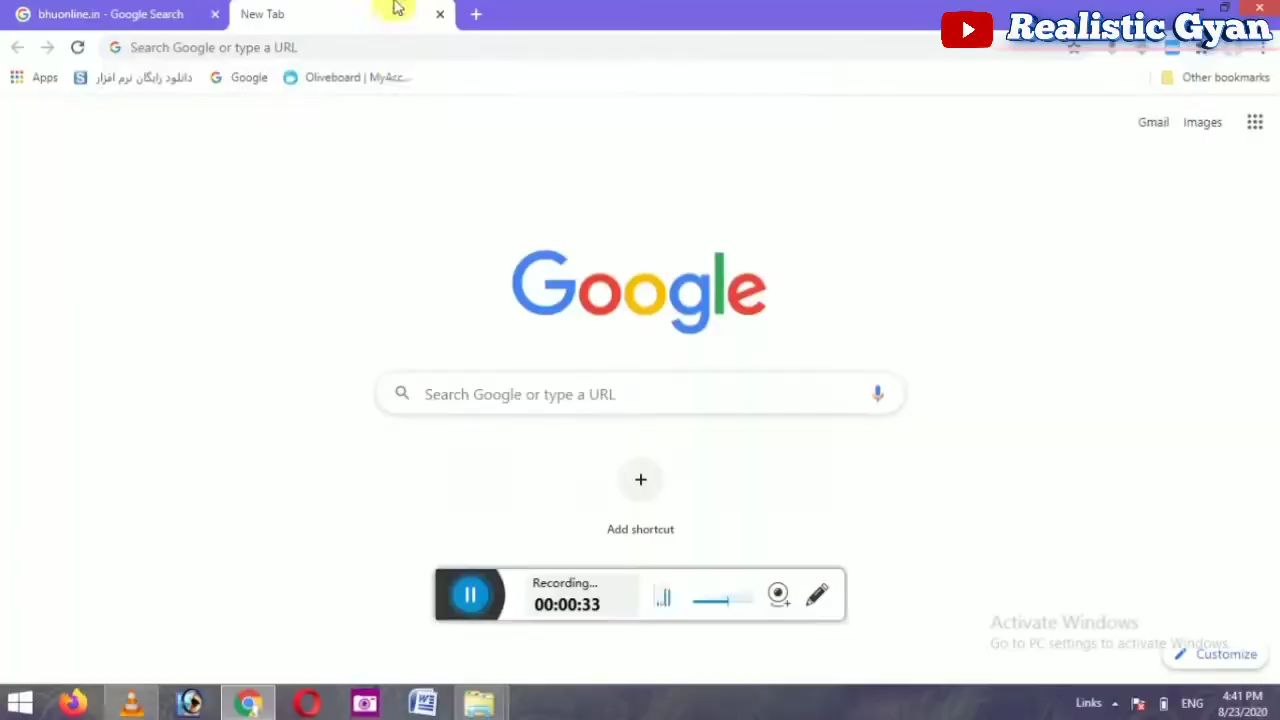 bhuonline.in - Google Search
New Tab
Realistic Gyan
Search Google or type a URL
Apps
دانلود رایگان نرم افزار
Google
Oliveboard | MyAcc...
Other bookmarks
Gmail
Images
Google
Search Google or type a URL
Add shortcut
Recording...
00:00:33
Activate Windows
Go to PC settings to activate Windows.
Customize
Links
ENG
4:41 PM
8/23/2020